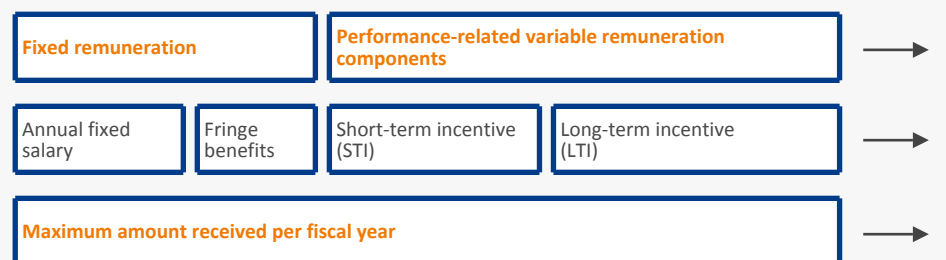 Fixed remuneration
Performance-related variable remuneration
components
Annual fixed
salary
Fringe
benefits
Short-term incentive
(STI)
Long-term incentive
(LTI)
Maximum amount received per fiscal year